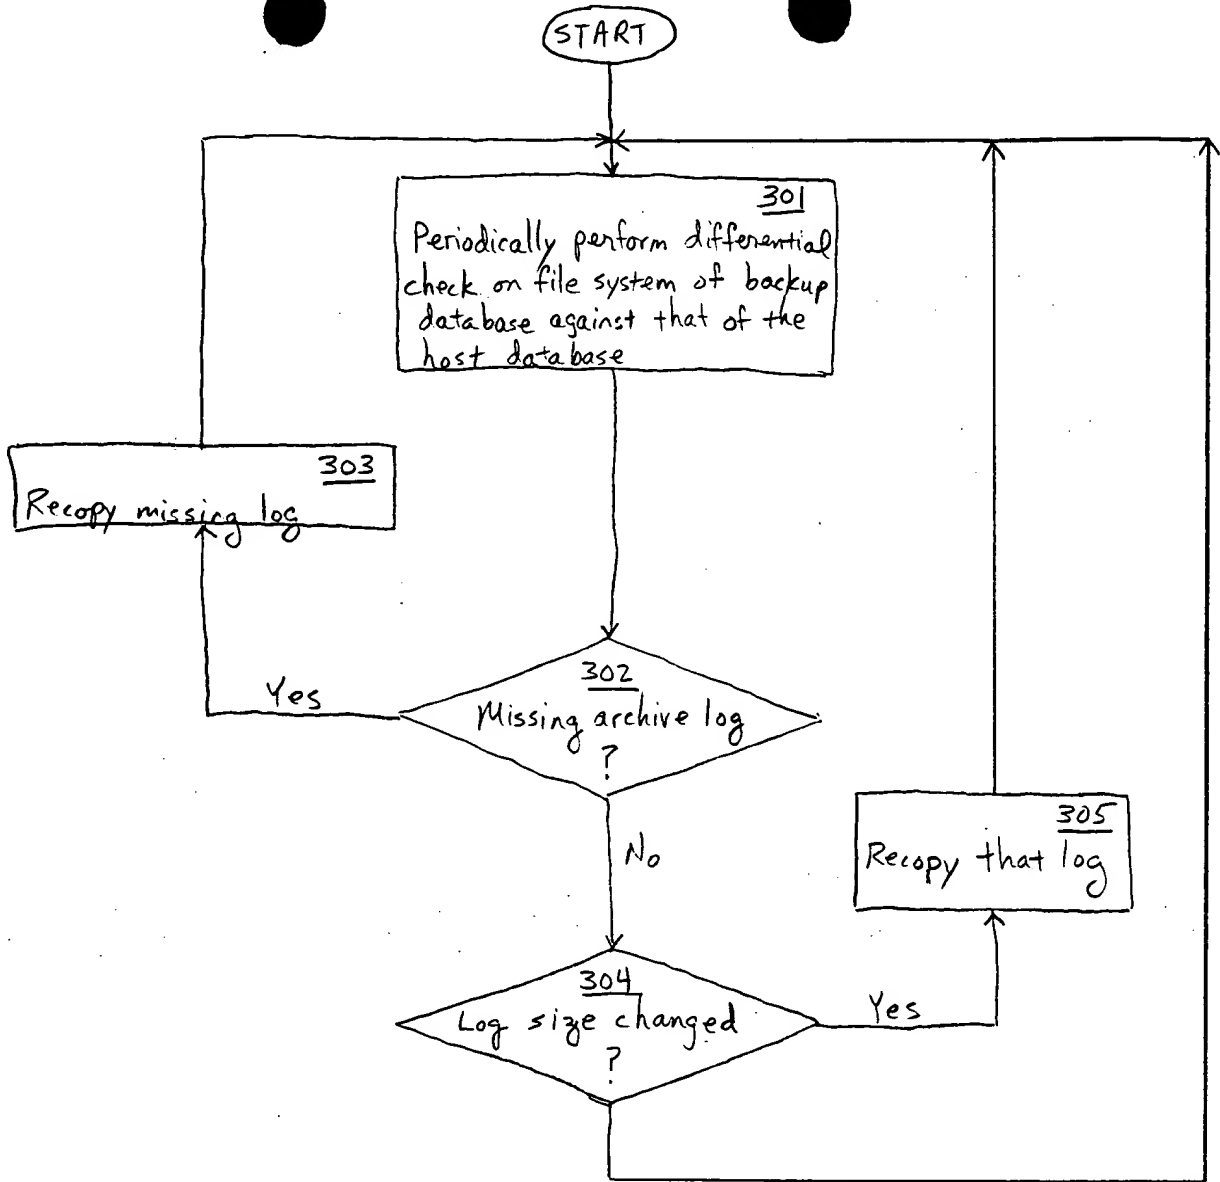 START
301
Periodically perform differential
check on file system of backup
database against that of the
host database
303
Recopy missing log
302
Missing archive log
?
Yes
No
305
Recopy that log
304
Log size changed
?
Yes